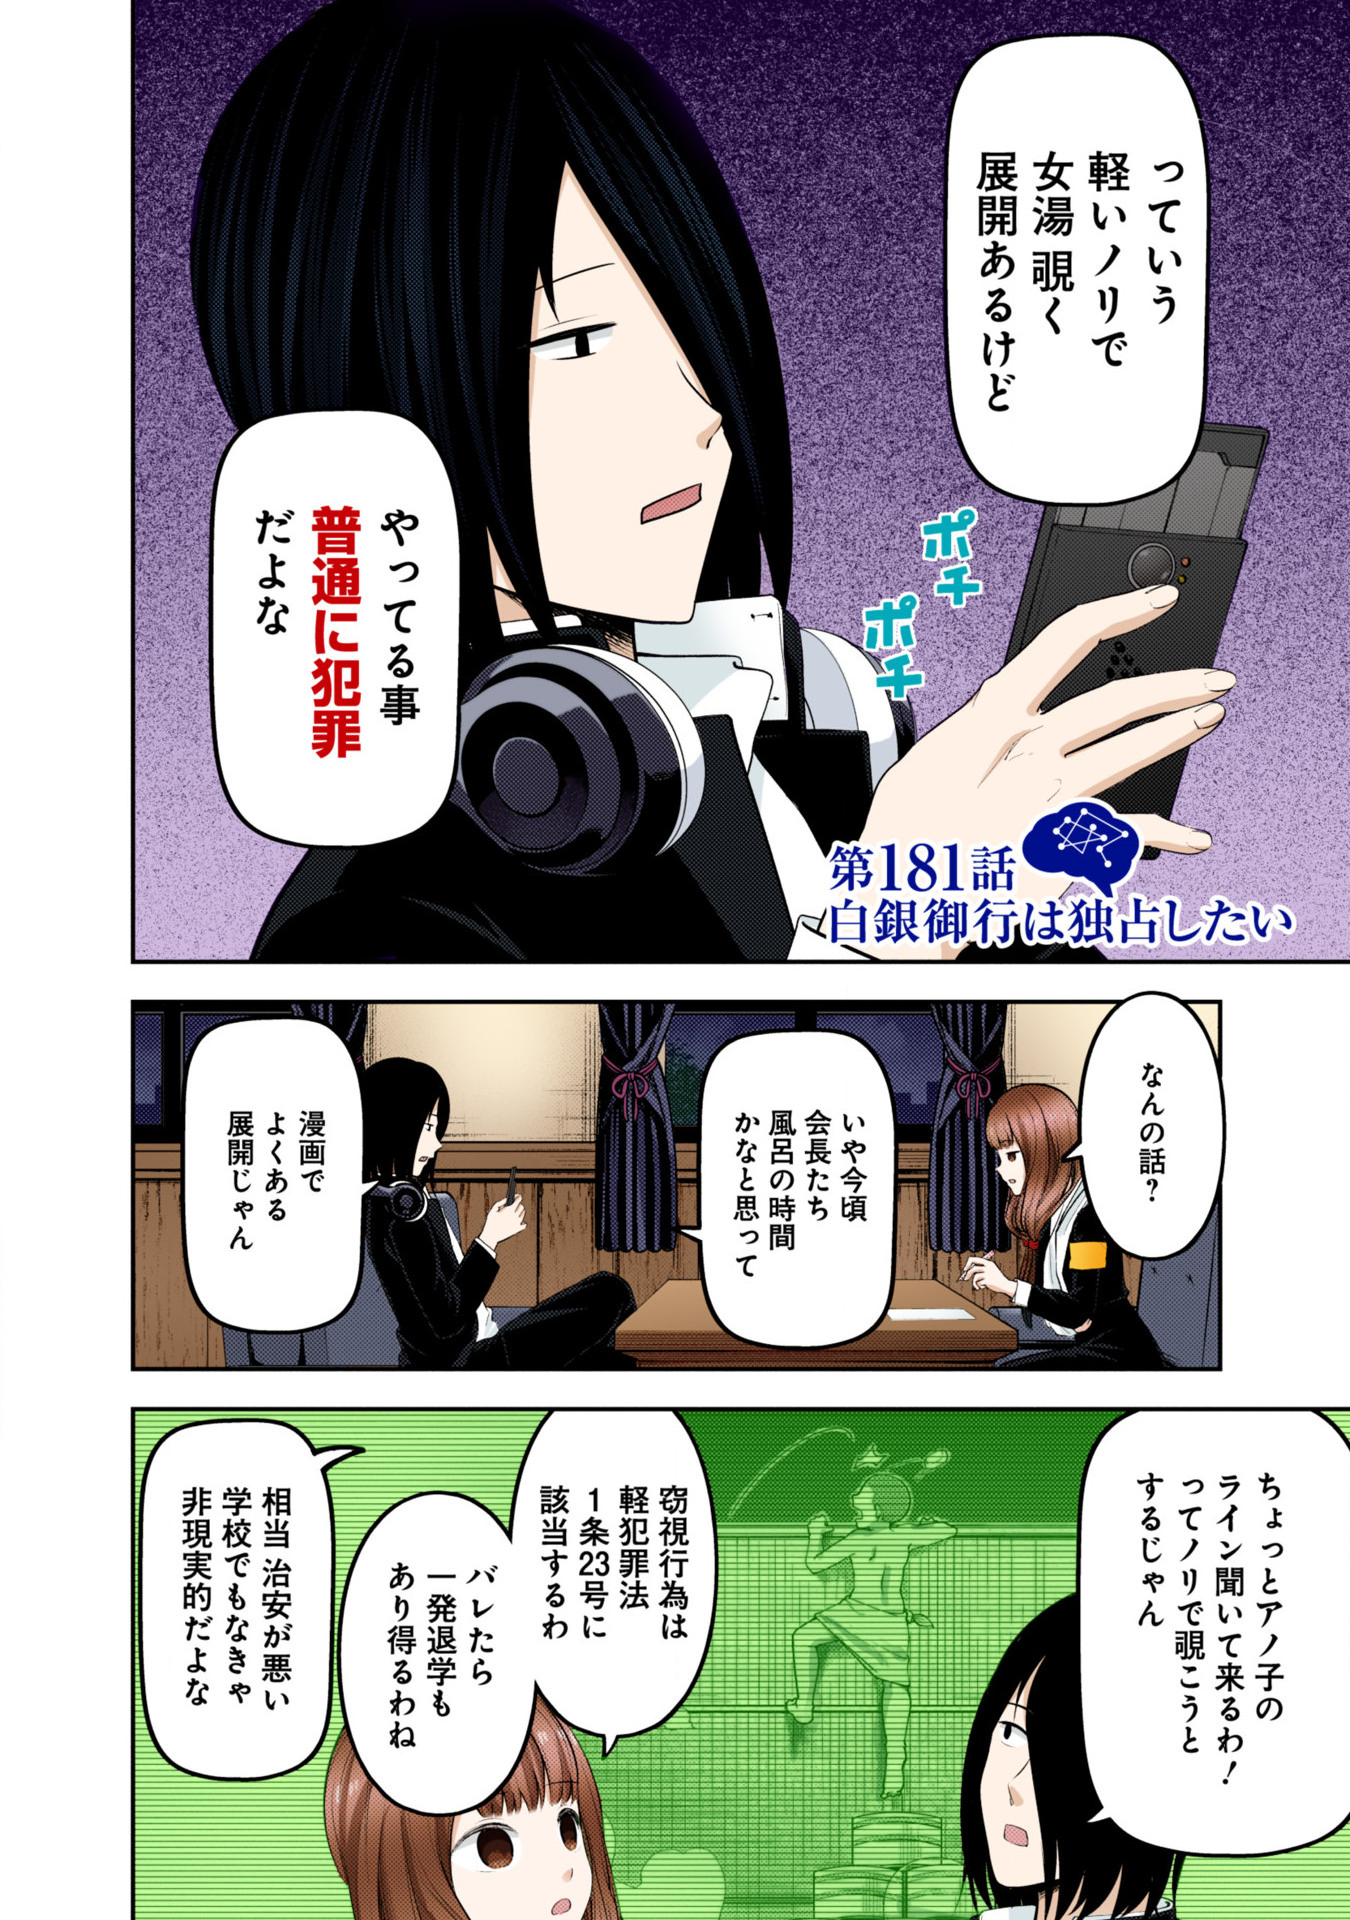 っていう
軽いノリで
女湯 覗く
展開あるけど
ポチ
ポチ
やってる事
普通に犯罪
だよな
第181話
白銀御行は独占したい
なんの話？
いや今頃
会長たち
風呂の時間
かなと思って
漫画で
よくある
展開じゃん
ちょっとアノ子の
ライン聞いて来るわ！
ってノリで覗こうと
するじゃん
窃視行為は
軽犯罪法
1条23号に
該当するわ
バレたら
一発退学も
あり得るわね
相当 治安が悪い
学校でもなきゃ
非現実的だよな